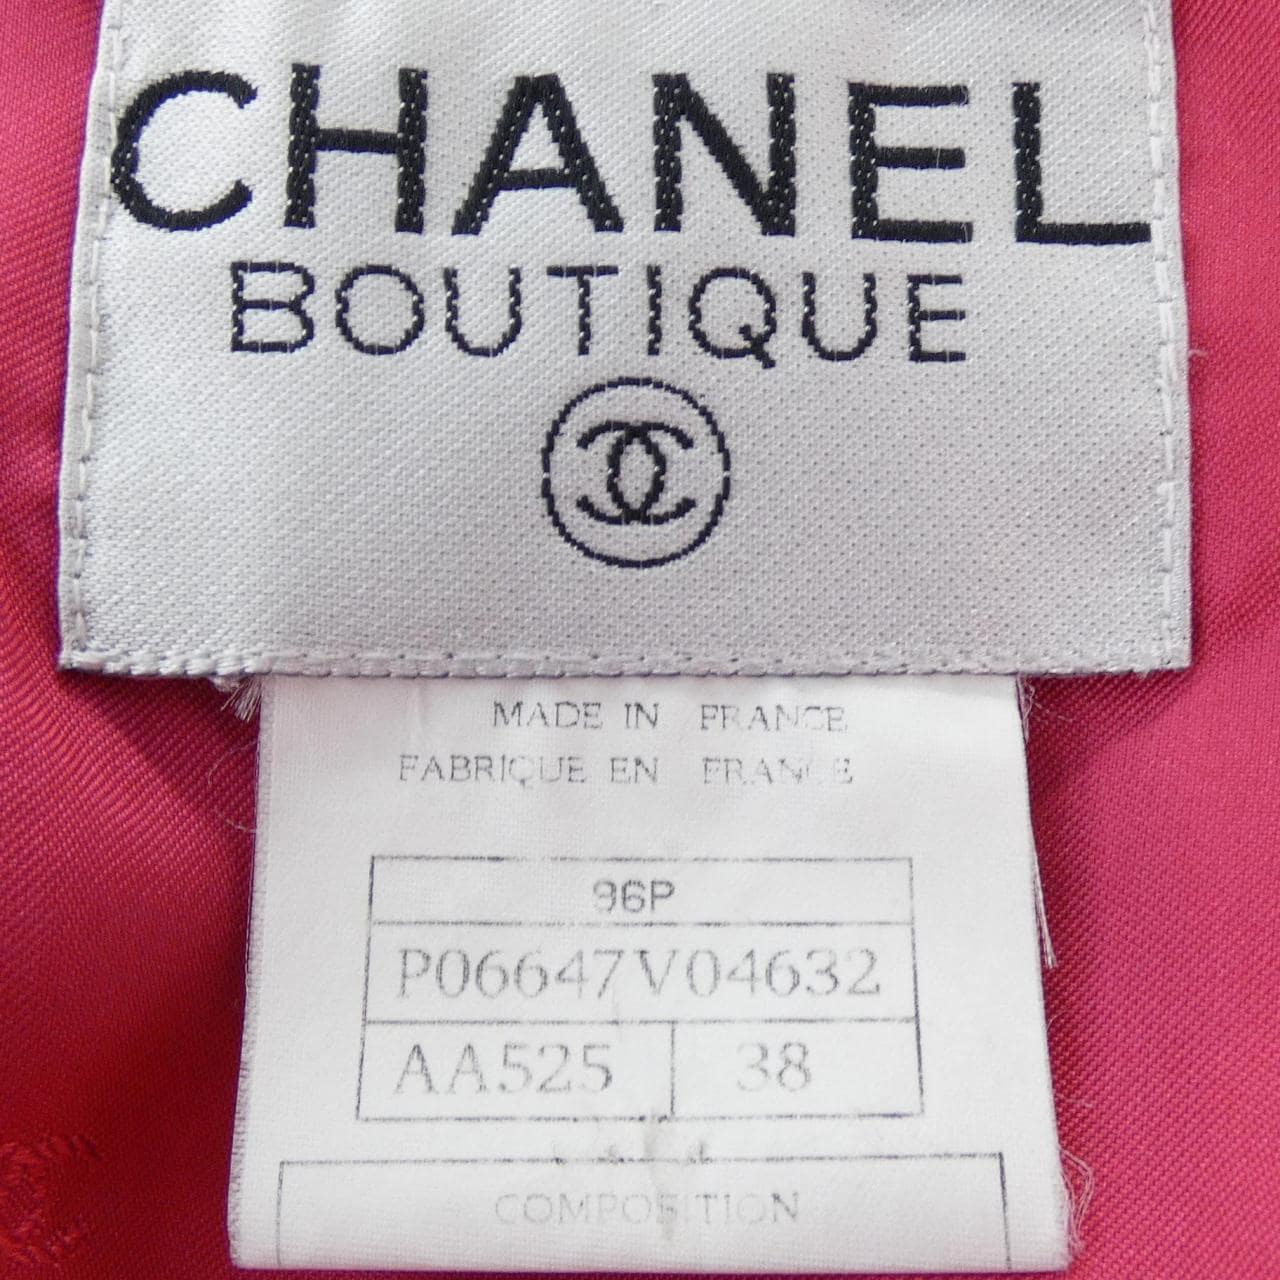 CHANEL
BOUTIQUE
MADE IN FRANCE
FABRIQUE EN FRANCE
96P
P06647V04632
AA525 38
COMPOSITION